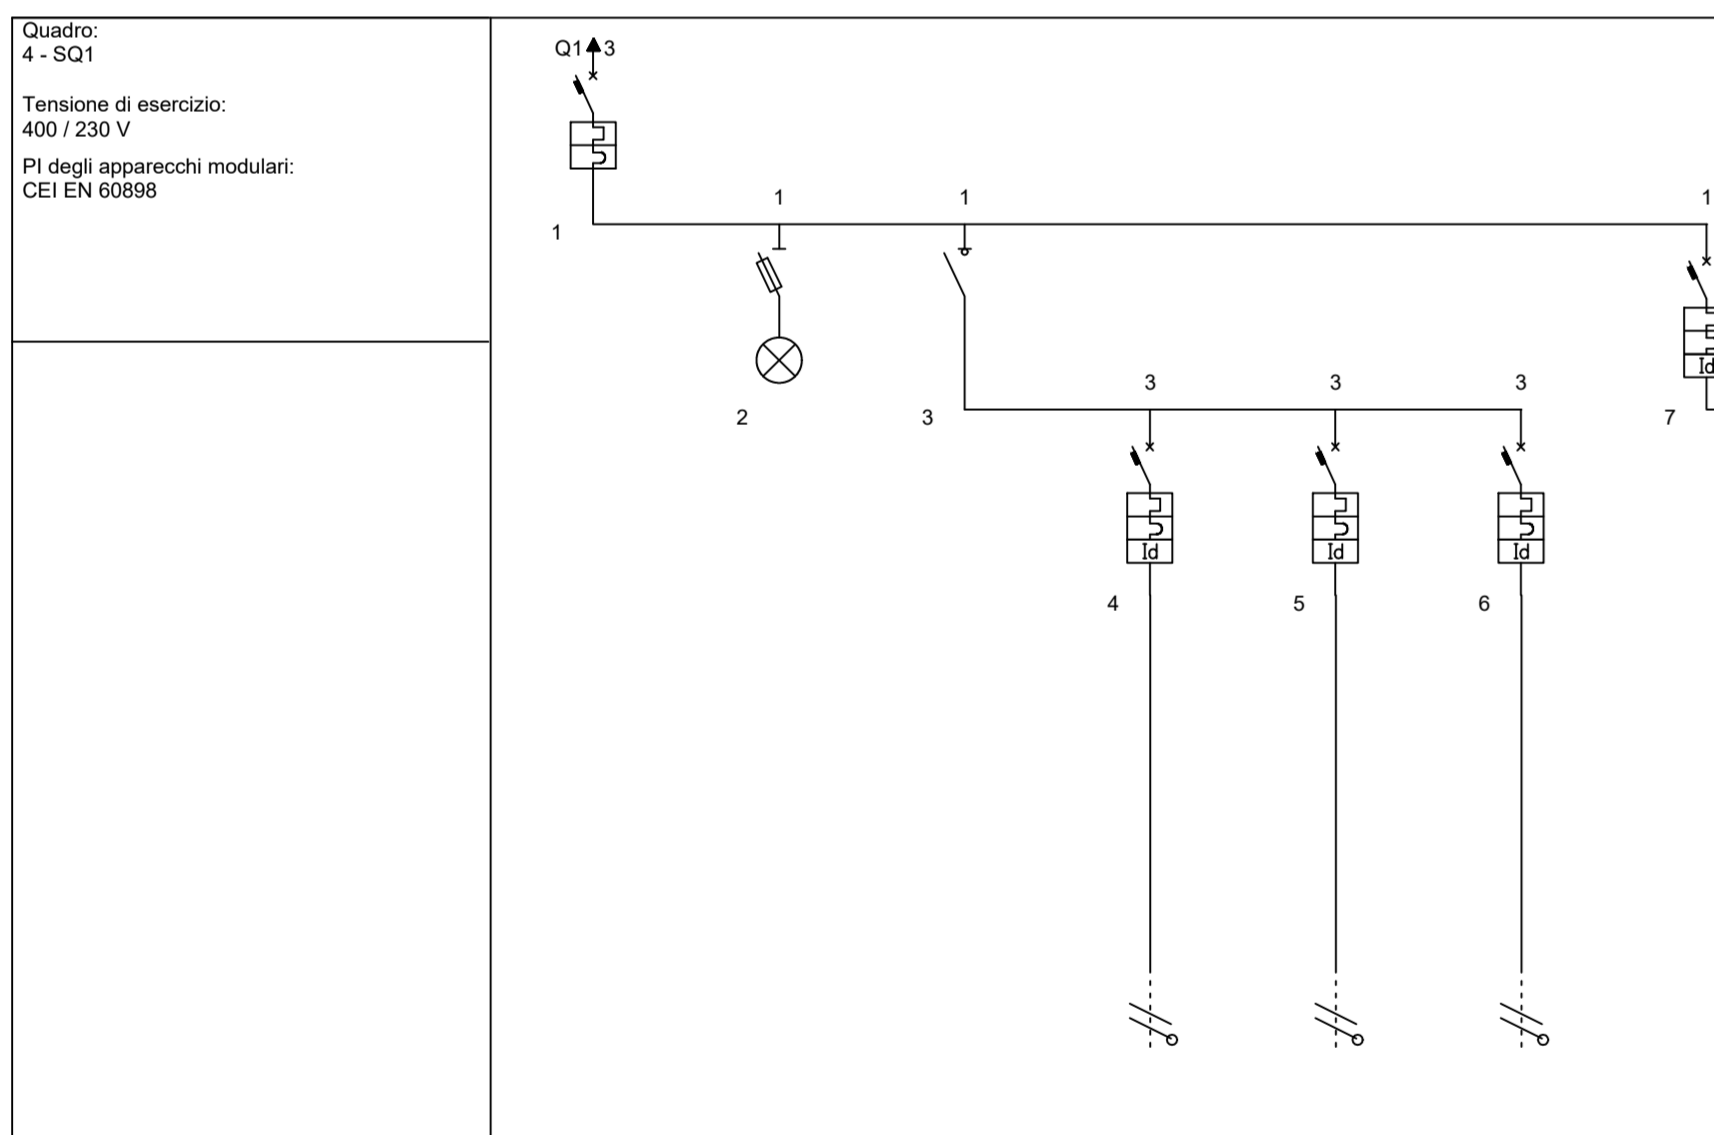 Quadro:
4 - SQ1
Tensione di esercizio:
400 / 230 V
PI degli apparecchi modulari:
CEI EN 60898
Q1 3
1 1 1
1
3 3 3
Id
2 3 7
Id Id Id
4 5 6